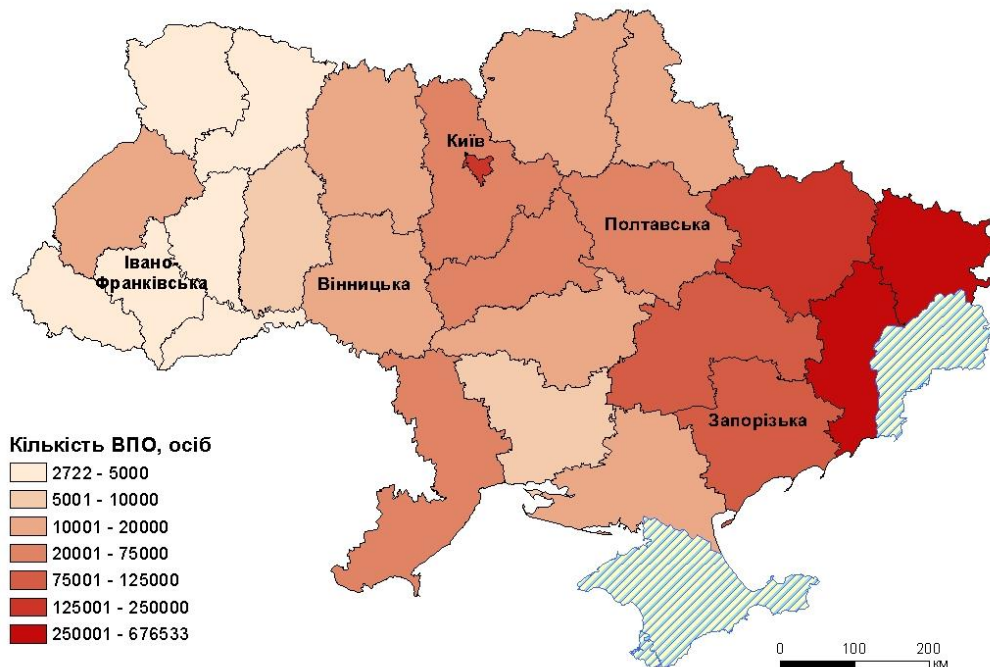 Київ
Полтавська
Івано-
Франківська
Вінницька
Запорізька
Кількість ВПО, осіб
2722 - 5000
5001 - 10000
10001 - 20000
20001 - 75000
75001 - 125000
125001 - 250000
250001 - 676533
0 100 200
КМ